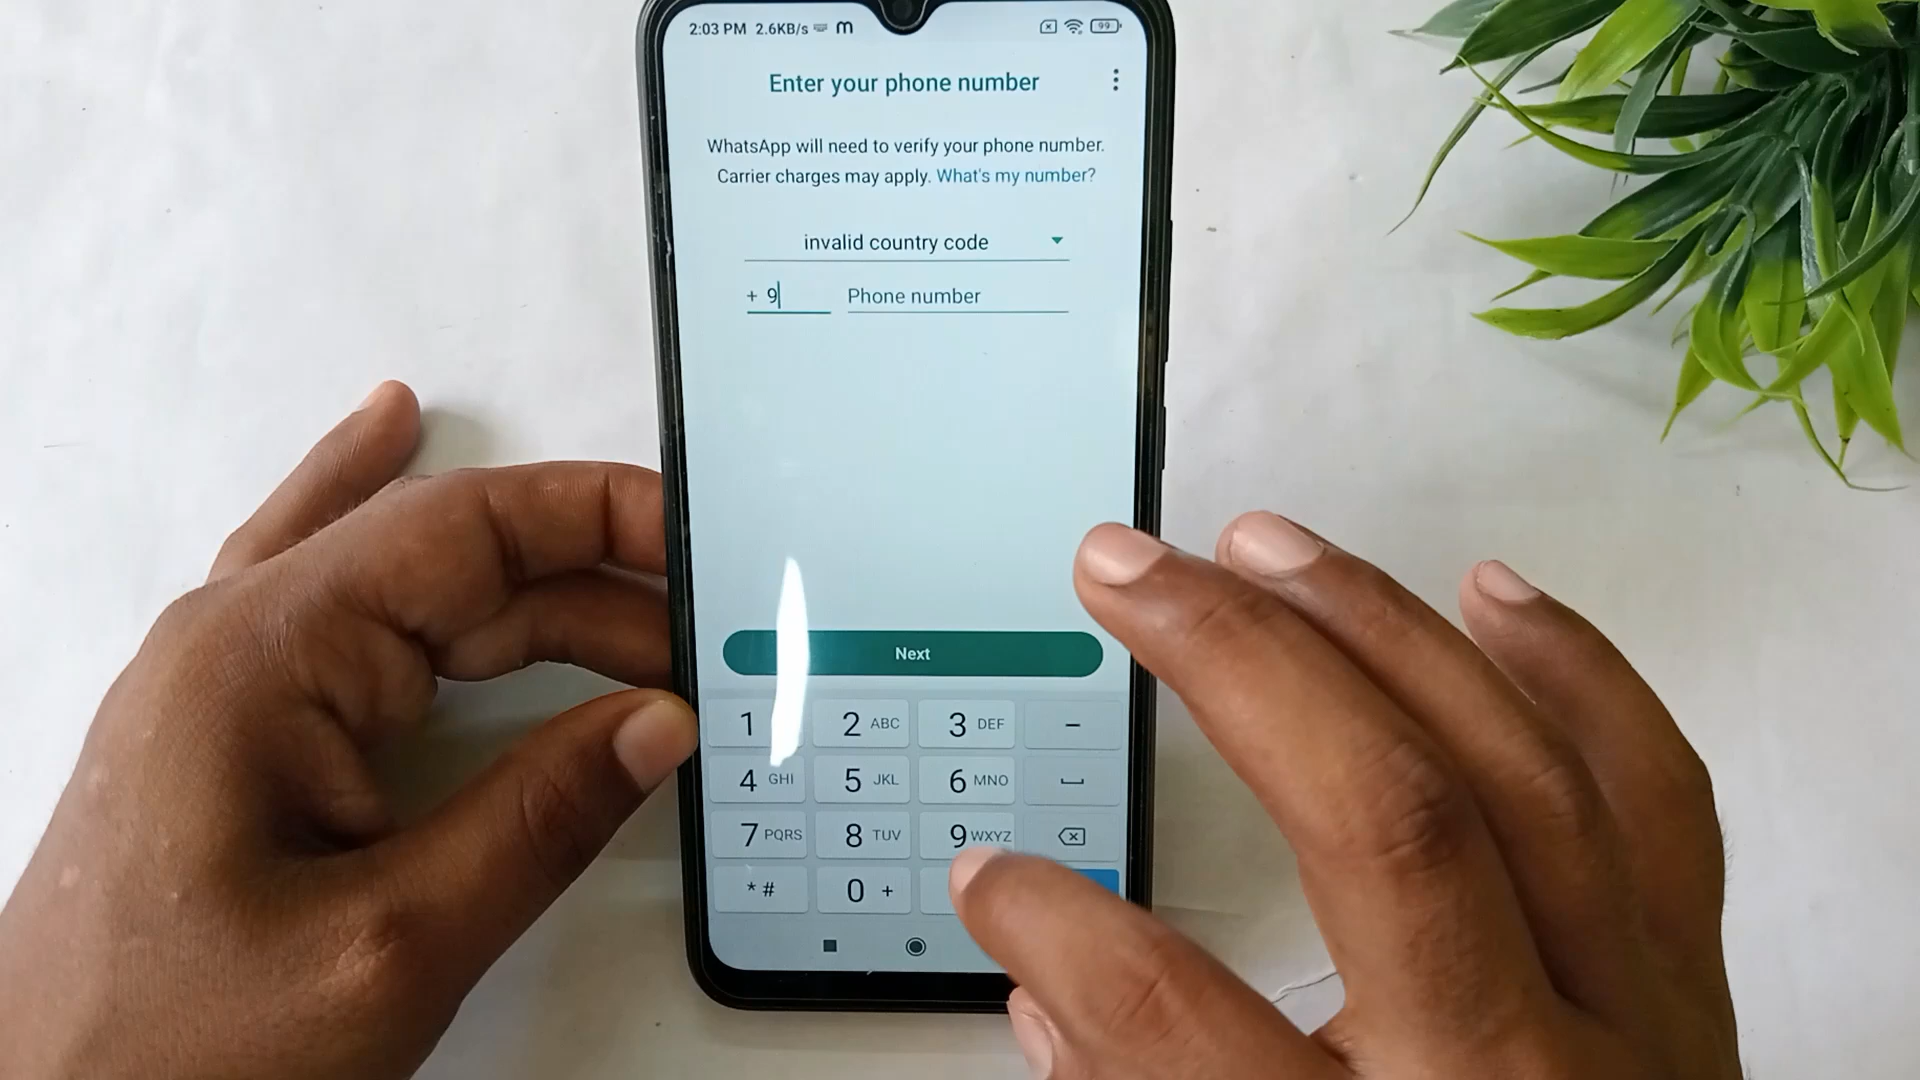 2:03 PM 2.6KB/s m 99
Enter your phone number
WhatsApp will need to verify your phone number.
Carrier charges may apply. What's my number?
invalid country code
+ 9 Phone number
Next
1 2 ABC 3 DEF –
4 GHI 5 JKL 6 MNO
7 PQRS 8 TUV 9 WXYZ
* # 0 +